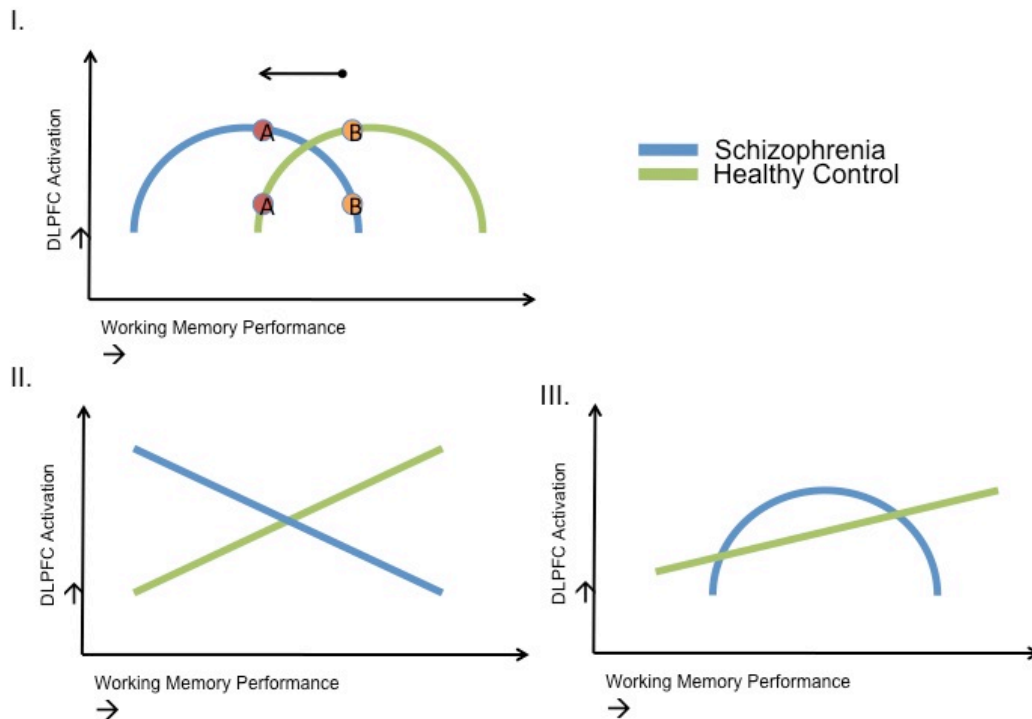 I.
DLPFC Activation
A
B
A
B
Working Memory Performance
Schizophrenia
Healthy Control
II.
DLPFC Activation
Working Memory Performance
III.
DLPFC Activation
Working Memory Performance